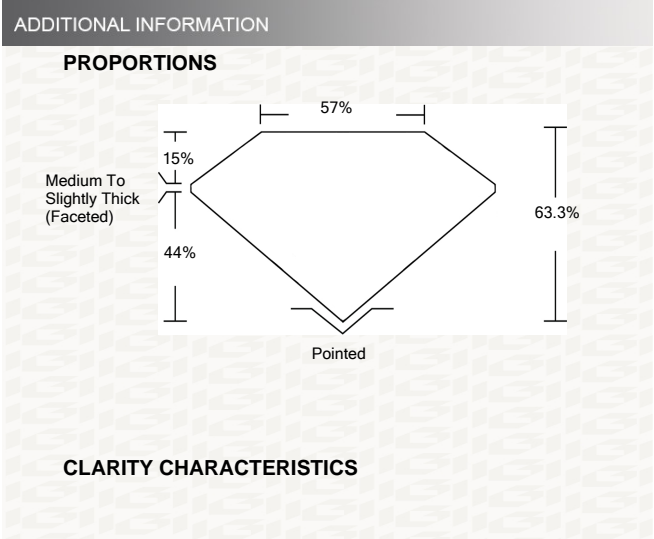 ADDITIONAL INFORMATION
PROPORTIONS
57%
15%
Medium To
Slightly Thick
(Faceted)
63.3%
44%
Pointed
CLARITY CHARACTERISTICS